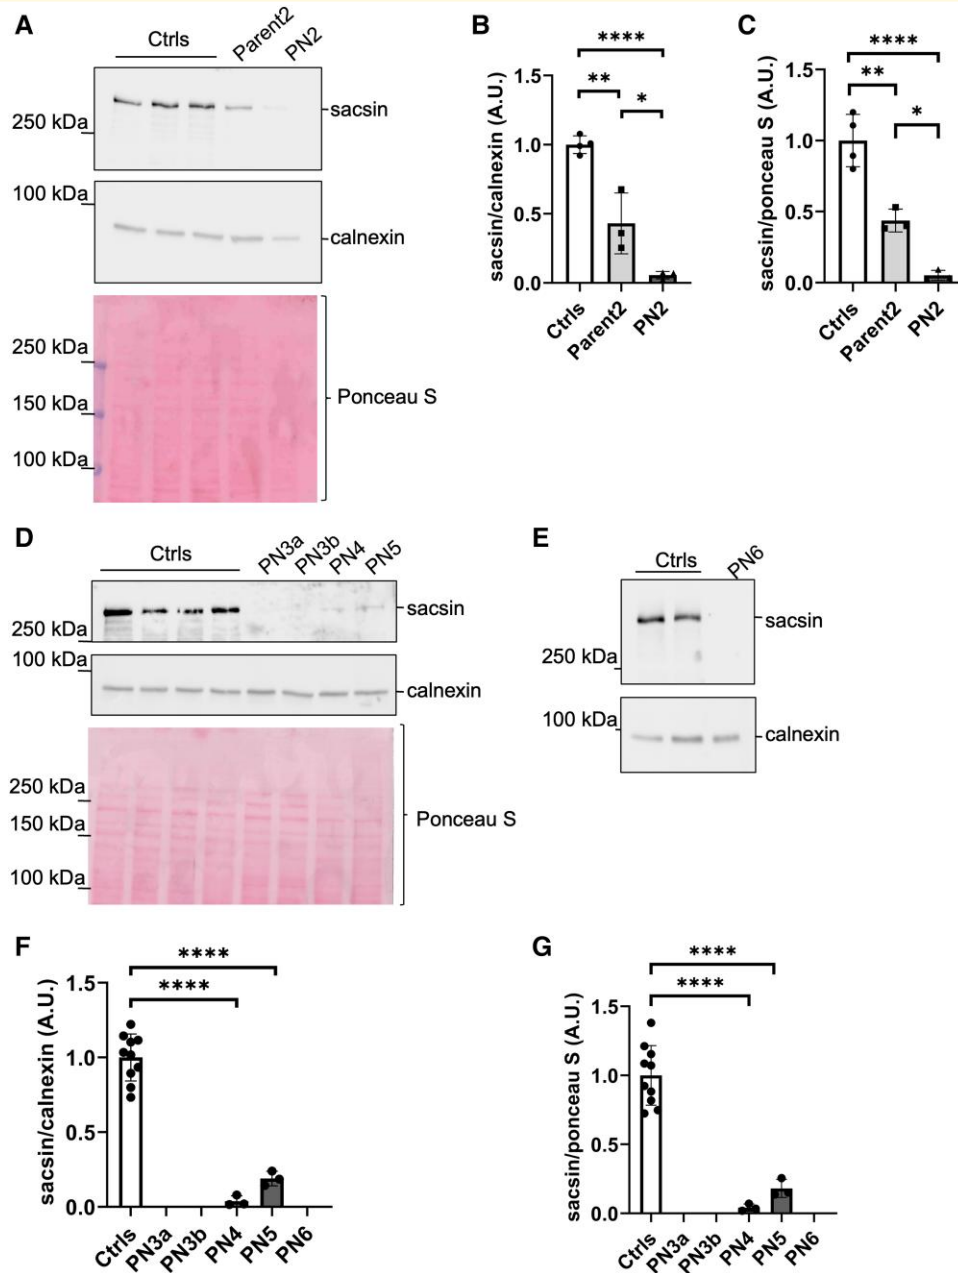 A
Ctrls
Parent2
PN2
sacsin
250 kDa
100 kDa
calnexin
250 kDa
150 kDa
100 kDa
Ponceau S
B
****
**
*
sacsin/calnexin (A.U.)
1.5
1.0
0.5
0.0
Ctrls
Parent2
PN2
C
****
**
*
sacsin/ponceau S (A.U.)
1.5
1.0
0.5
0.0
Ctrls
Parent2
PN2
D
Ctrls
PN3a
PN3b
PN4
PN5
sacsin
250 kDa
100 kDa
calnexin
250 kDa
150 kDa
100 kDa
Ponceau S
E
Ctrls
PN6
sacsin
250 kDa
100 kDa
calnexin
F
****
****
sacsin/calnexin (A.U.)
1.5
1.0
0.5
0.0
Ctrls
PN3a
PN3b
PN4
PN5
PN6
G
****
****
sacsin/ponceau S (A.U.)
1.5
1.0
0.5
0.0
Ctrls
PN3a
PN3b
PN4
PN5
PN6